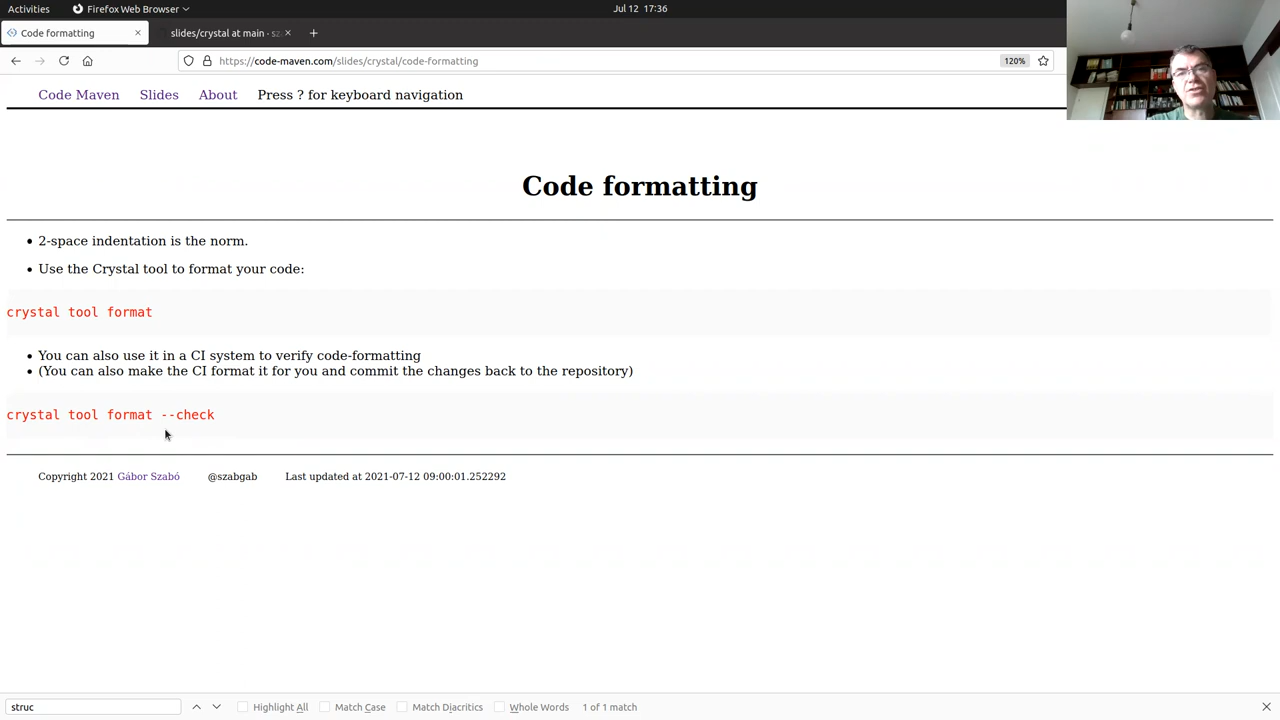 Activities Firefox Web Browser Jul 12 17:36
Code formatting slides/crystal at main · sz
https://code-maven.com/slides/crystal/code-formatting 120%
Code Maven Slides About Press ? for keyboard navigation
Code formatting
2-space indentation is the norm.
Use the Crystal tool to format your code:
crystal tool format
You can also use it in a CI system to verify code-formatting
(You can also make the CI format it for you and commit the changes back to the repository)
crystal tool format --check
Copyright 2021 Gábor Szabó @szabgab Last updated at 2021-07-12 09:00:01.252292
struc Highlight All Match Case Match Diacritics Whole Words 1 of 1 match